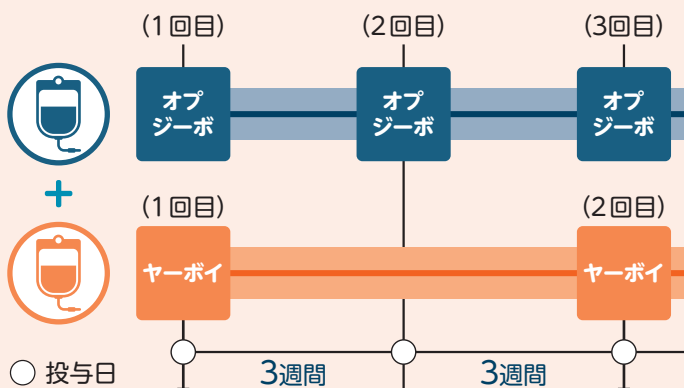 (1回目)
(2回目)
(3回目)
オプ
ジーボ
オプ
ジーボ
オプ
ジーボ
+
(1回目)
(2回目)
ヤーボイ
ヤーボイ
投与日
3週間
3週間